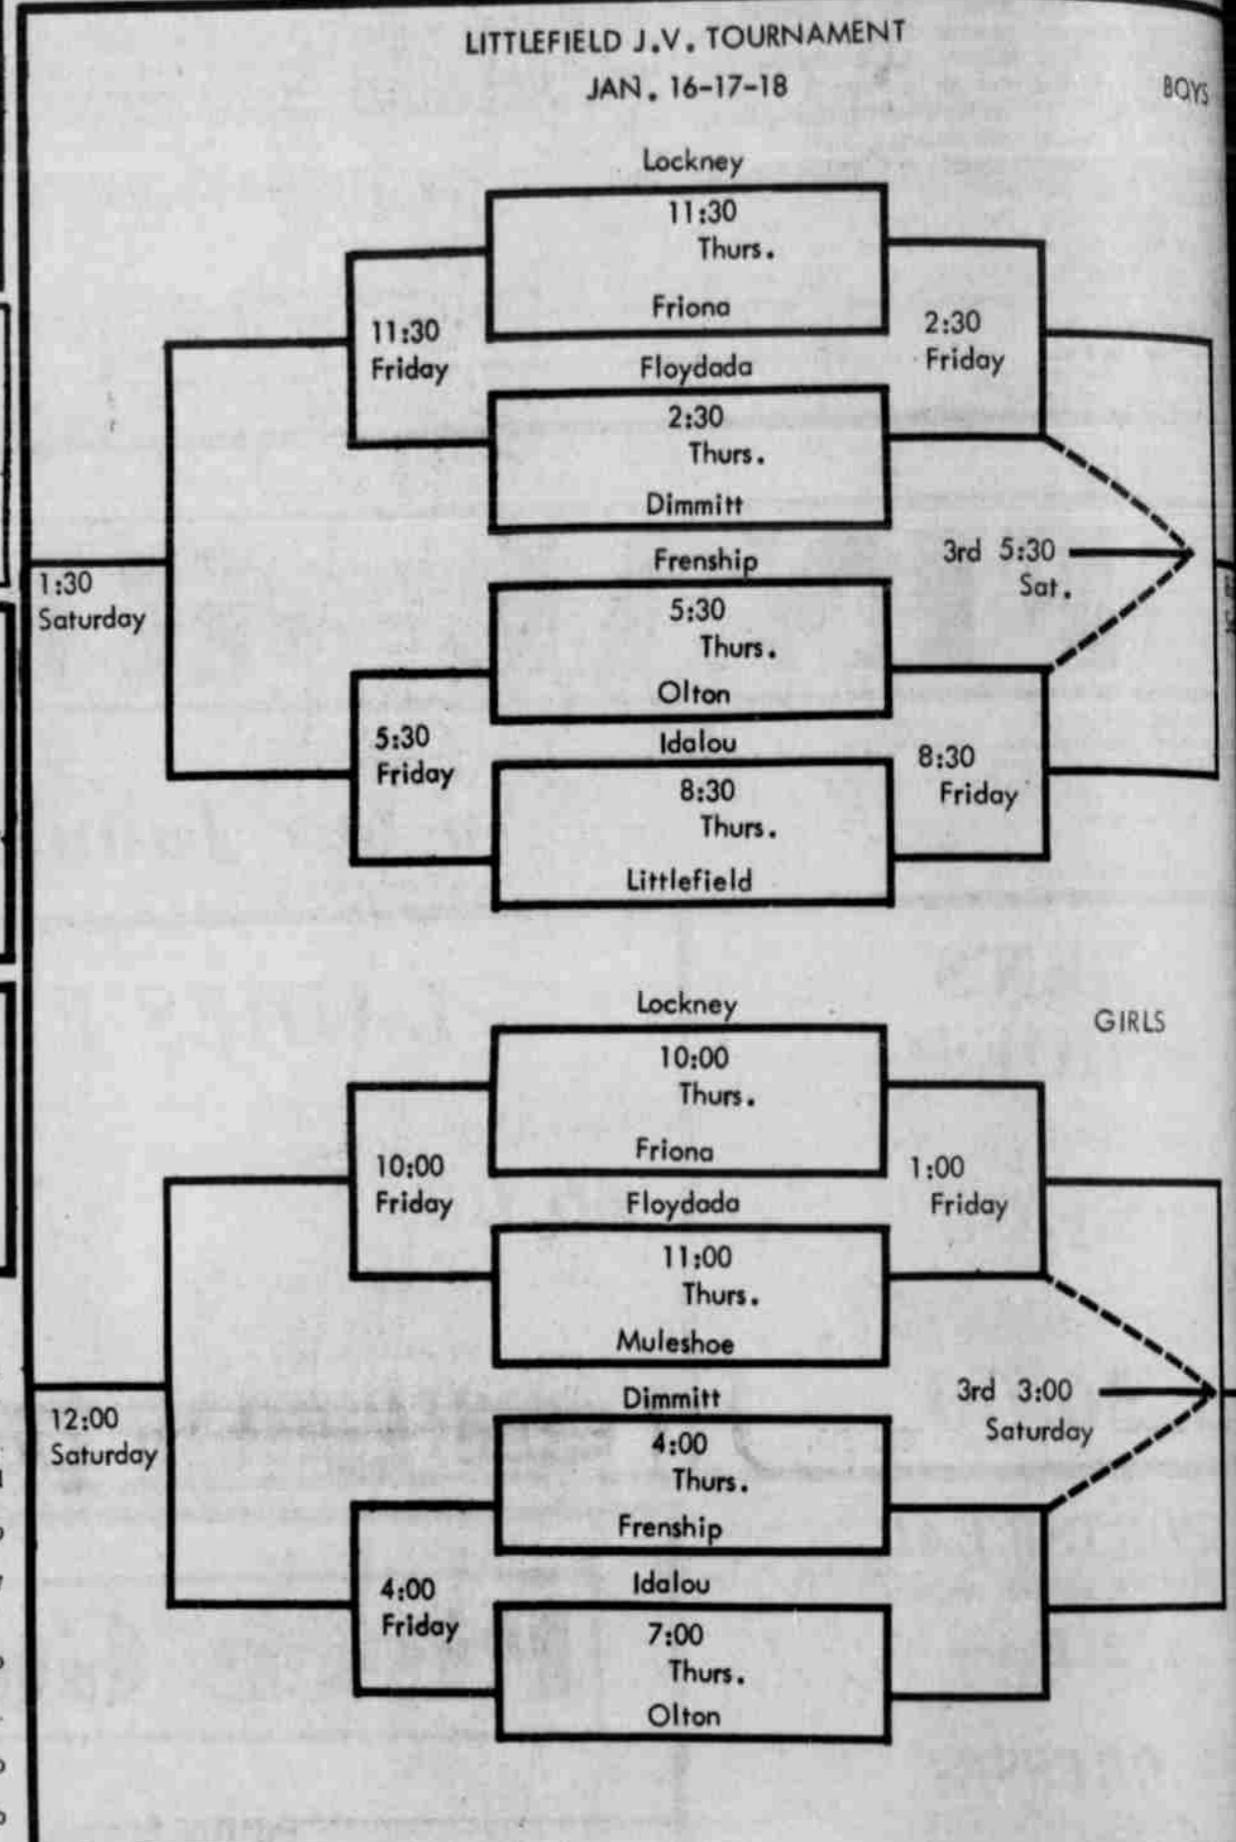 LITTLEFIELD J.V. TOURNAMENT
JAN. 16-17-18
BOYS
Lockney
11:30
Thurs.
Friona
11:30
Friday
2:30
Friday
Floydada
2:30
Thurs.
Dimmitt
Frenship
3rd 5:30
Sat.
1:30
Saturday
5:30
Thurs.
Olton
Idalou
5:30
Friday
8:30
Friday
8:30
Thurs.
Littlefield
Lockney
GIRLS
10:00
Thurs.
Friona
10:00
Friday
1:00
Friday
Floydada
11:00
Thurs.
Muleshoe
Dimmitt
3rd 3:00
Saturday
12:00
Saturday
4:00
Thurs.
Frenship
Idalou
4:00
Friday
7:00
Thurs.
Olton